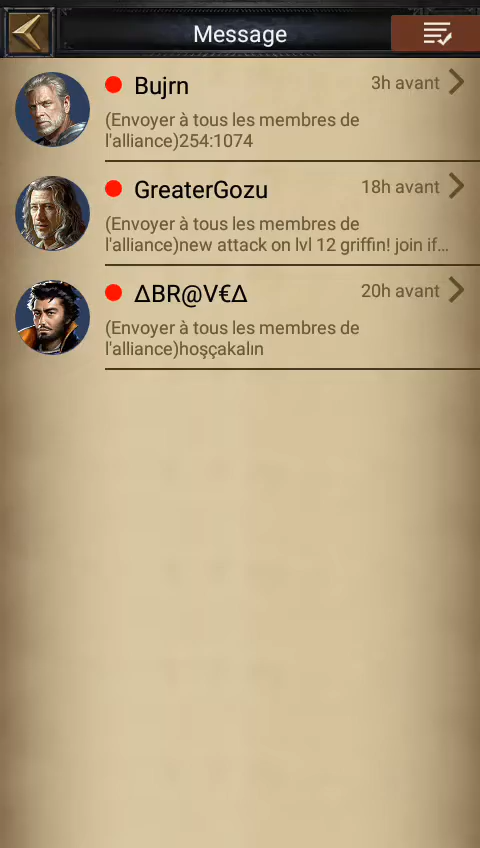 Message
Bujrn
3h avant
(Envoyer à tous les membres de
l'alliance)254:1074
GreaterGozu
18h avant
(Envoyer à tous les membres de
l'alliance)new attack on lvl 12 griffin! join if…
ΔBR@V€Δ
20h avant
(Envoyer à tous les membres de
l'alliance)hoşçakalın